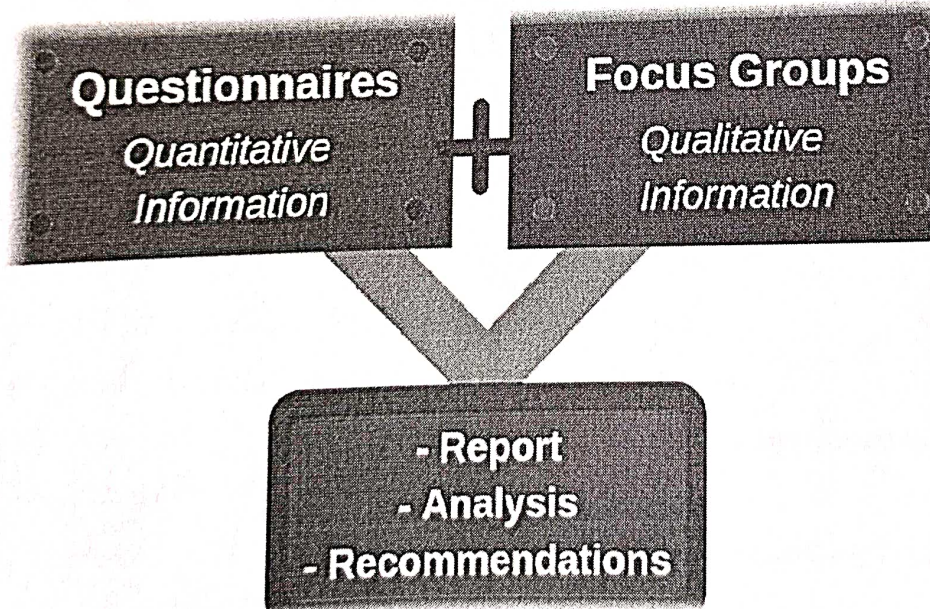 Questionnaires
Quantitative
Information
+
Focus Groups
Qualitative
Information
- Report
- Analysis
- Recommendations